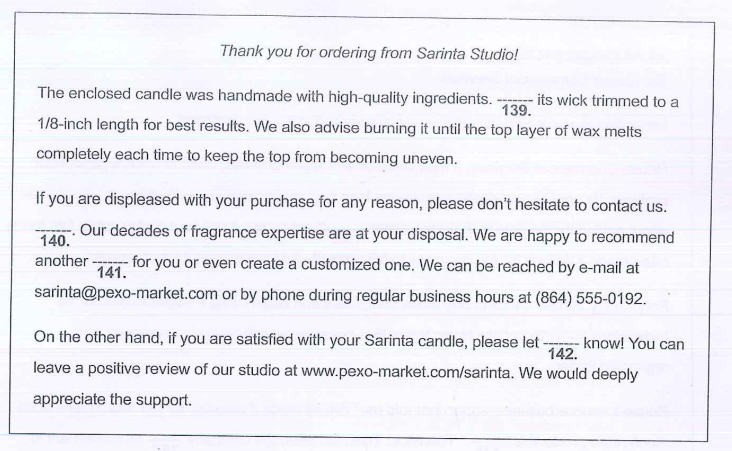 Thank you for ordering from Sarinta Studio!
The enclosed candle was handmade with high-quality ingredients. ------- its wick trimmed to a
139.
1/8-inch length for best results. We also advise burning it until the top layer of wax melts
completely each time to keep the top from becoming uneven.
If you are displeased with your purchase for any reason, please don't hesitate to contact us.
-------. Our decades of fragrance expertise are at your disposal. We are happy to recommend
140.
another ------- for you or even create a customized one. We can be reached by e-mail at
141.
sarinta@pexo-market.com or by phone during regular business hours at (864) 555-0192.
On the other hand, if you are satisfied with your Sarinta candle, please let ------- know! You can
142.
leave a positive review of our studio at www.pexo-market.com/sarinta. We would deeply
appreciate the support.